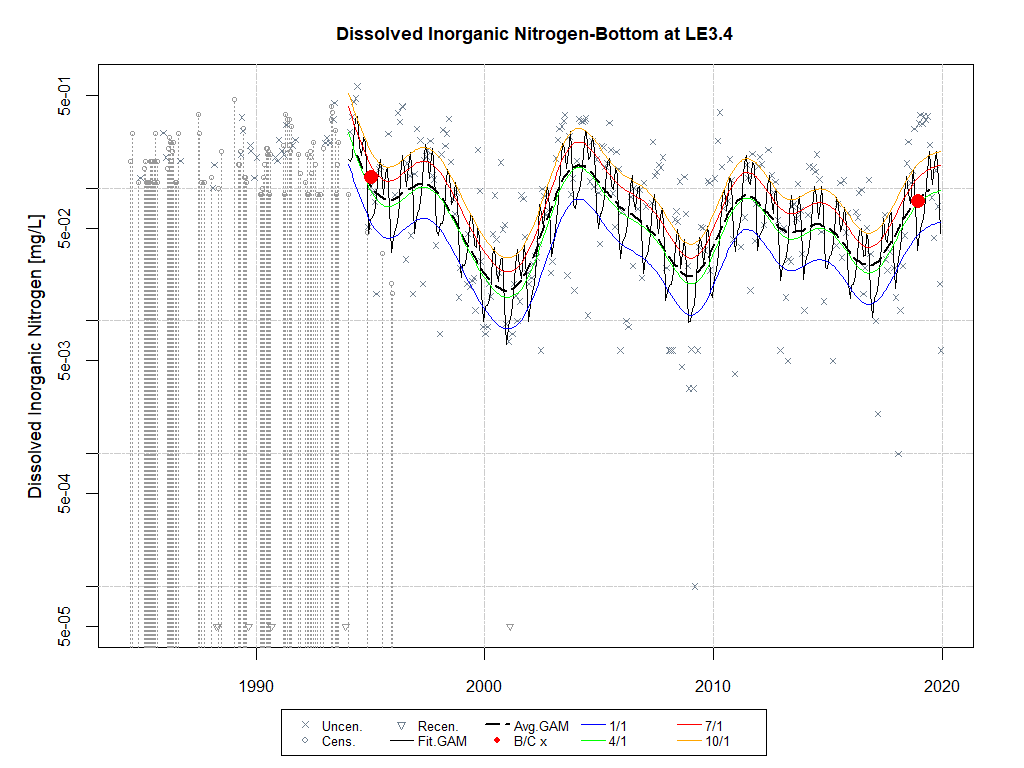 Dissolved Inorganic Nitrogen-Bottom at LE3.4
Dissolved Inorganic Nitrogen [mg/L]
5e-01
5e-02
5e-03
5e-04
5e-05
1990 2000 2010 2020
Uncen. Recen. Avg.GAM 1/1 7/1
Cens. Fit.GAM B/C x 4/1 10/1